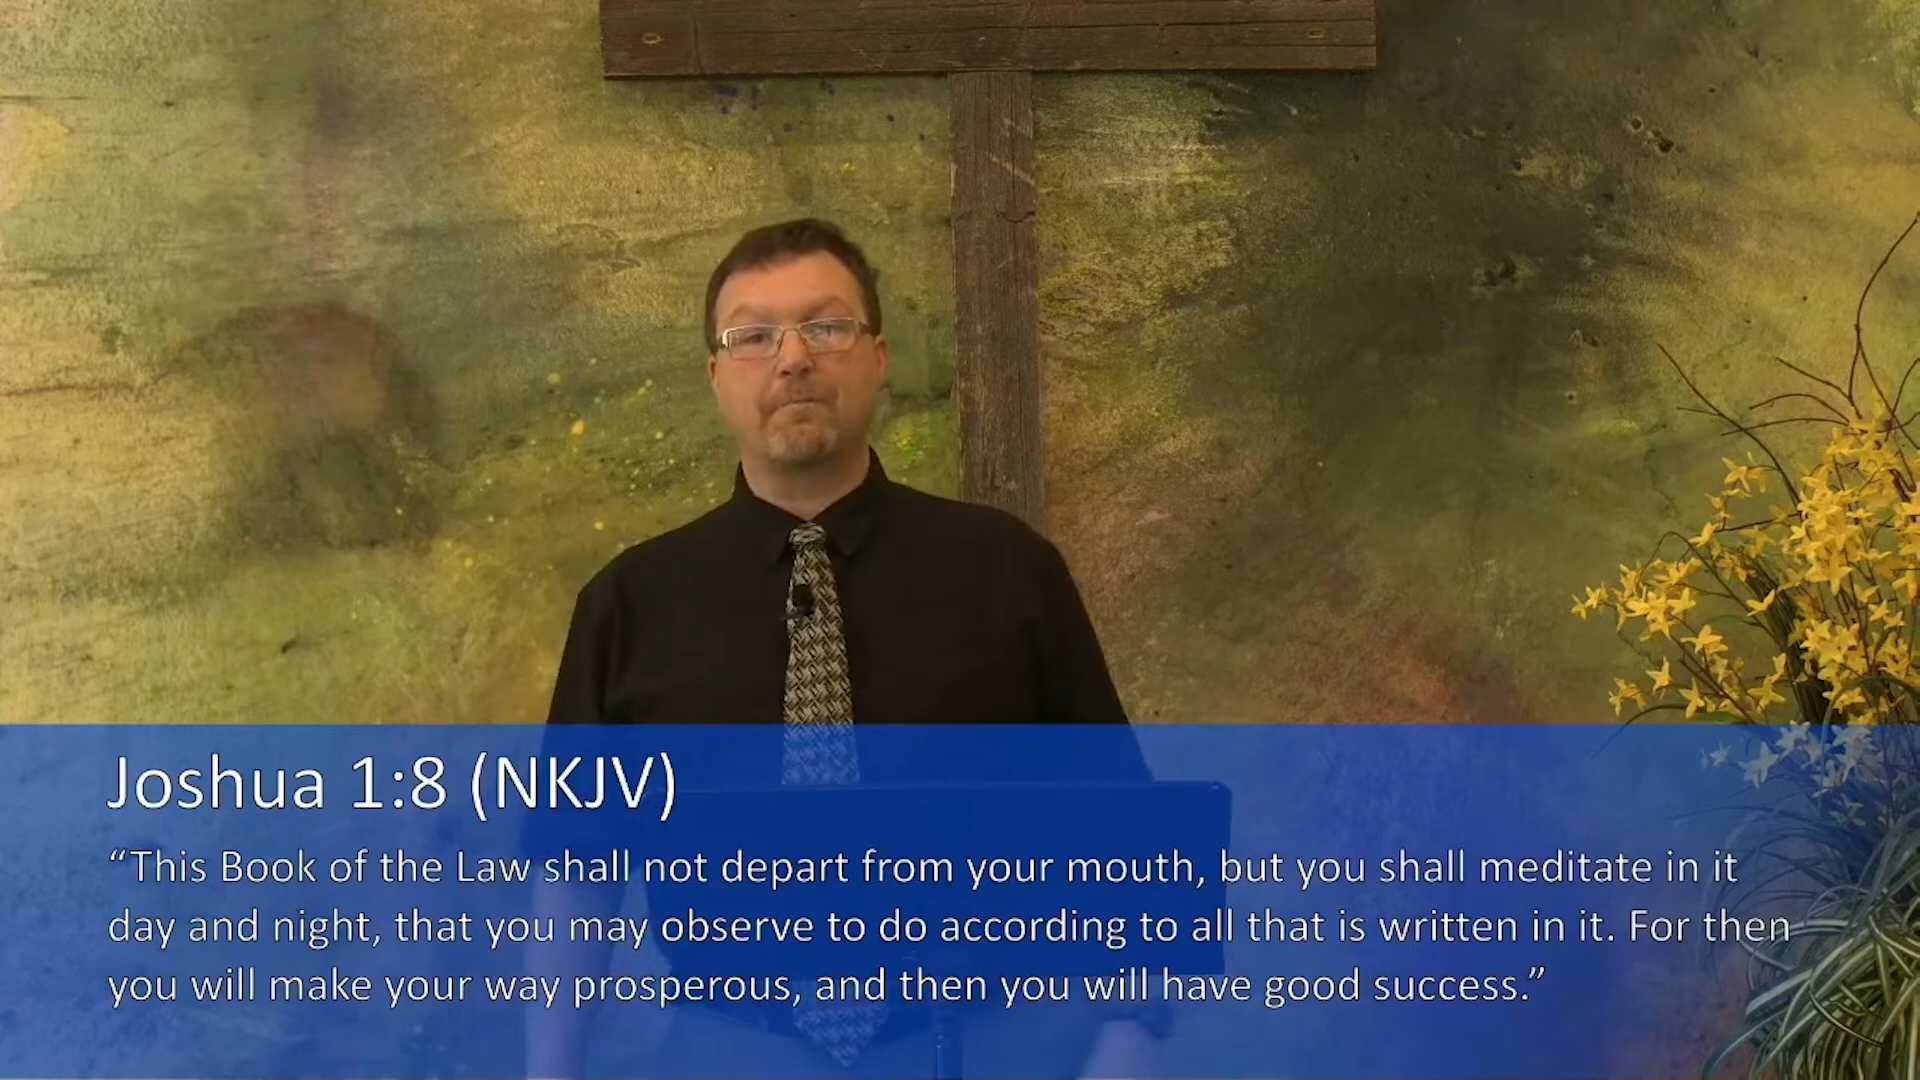 Joshua 1:8 (NKJV)
“This Book of the Law shall not depart from your mouth, but you shall meditate in it
day and night, that you may observe to do according to all that is written in it. For then
you will make your way prosperous, and then you will have good success.”